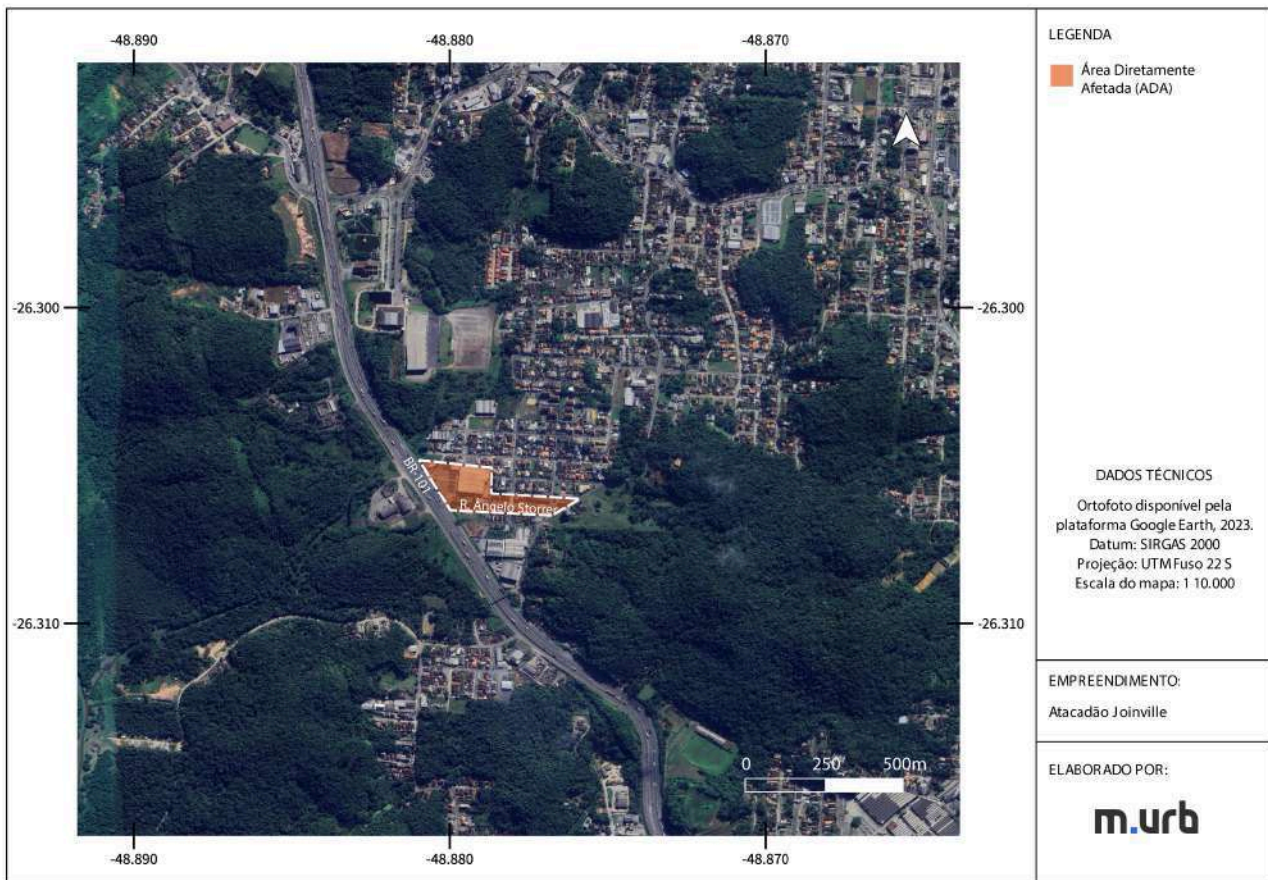 -48.890
-48.880
-48.870
-26.300
-26.300
BR-101
R. Ângelo Storrer
-26.310
-26.310
0 250 500m
-48.890
-48.880
-48.870
LEGENDA
Área Diretamente
Afetada (ADA)
DADOS TÉCNICOS
Ortofoto disponível pela
plataforma Google Earth, 2023.
Datum: SIRGAS 2000
Projeção: UTM Fuso 22 S
Escala do mapa: 1 10.000
EMPREENDIMENTO:
Atacadão Joinville
ELABORADO POR:
m.urb